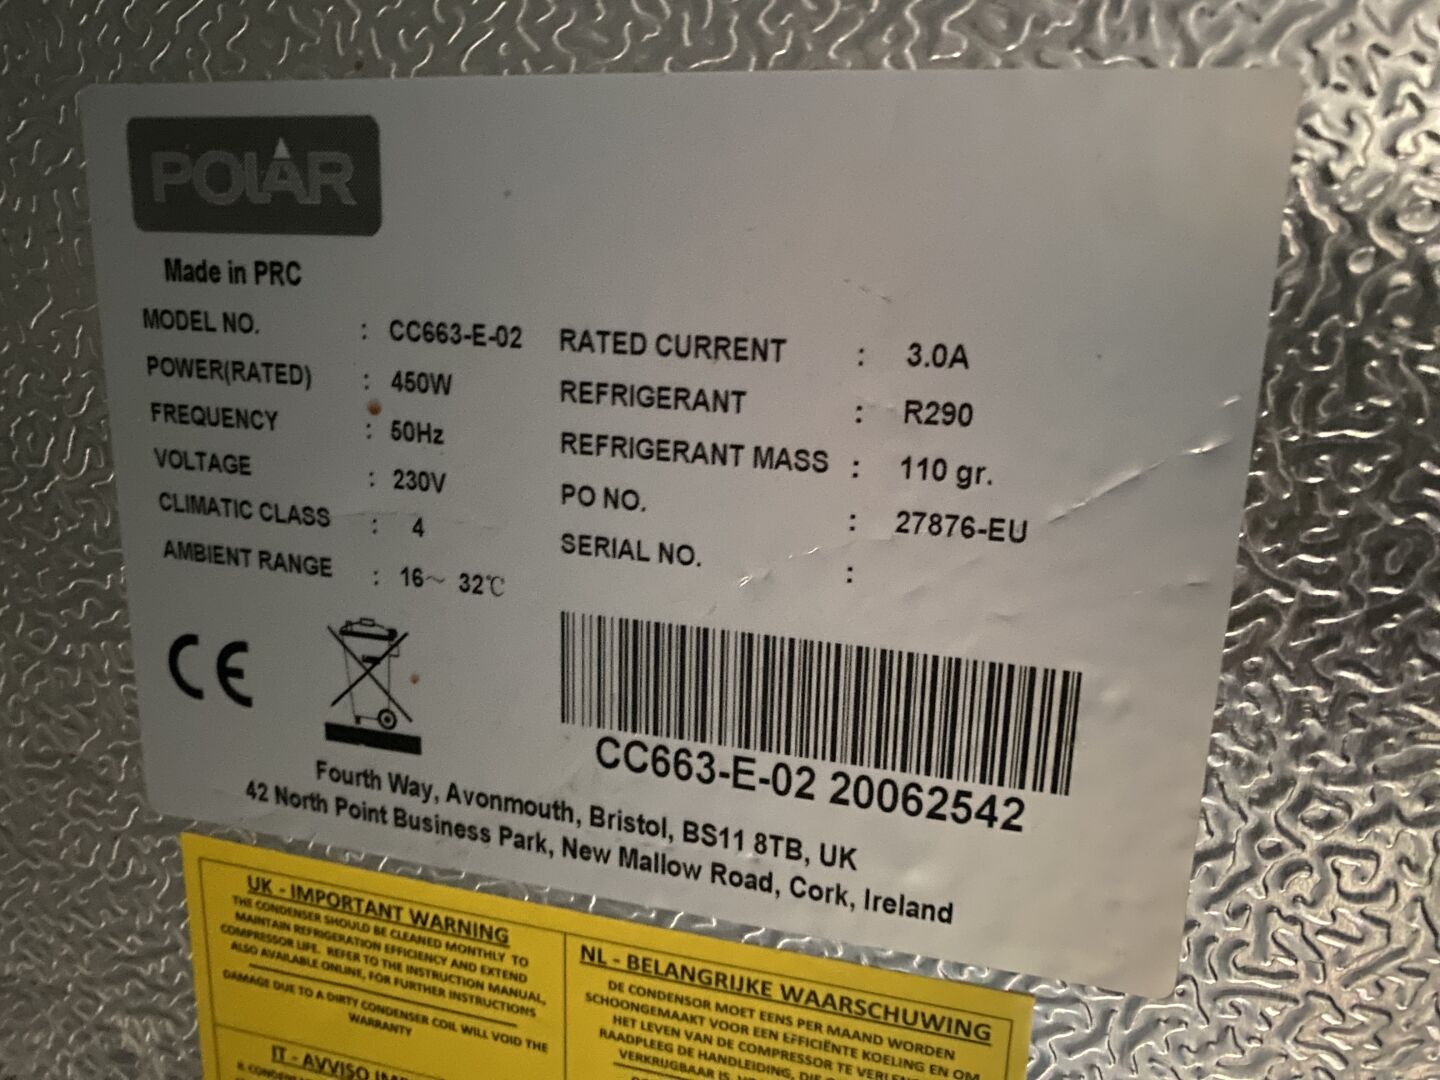 POLAR
Made in PRC
MODEL NO. : CC663-E-02
POWER(RATED) : 450W
FREQUENCY : 50Hz
VOLTAGE : 230V
CLIMATIC CLASS : 4
AMBIENT RANGE : 16~ 32℃
RATED CURRENT : 3.0A
REFRIGERANT : R290
REFRIGERANT MASS : 110 gr.
PO NO. : 27876-EU
SERIAL NO. :
CE
CC663-E-02 20062542
Fourth Way, Avonmouth, Bristol, BS11 8TB, UK
42 North Point Business Park, New Mallow Road, Cork, Ireland
UK - IMPORTANT WARNING
THE CONDENSER SHOULD BE CLEANED MONTHLY TO
MAINTAIN REFRIGERATION EFFICIENCY AND EXTEND
COMPRESSOR LIFE. REFER TO THE INSTRUCTION MANUAL,
ALSO AVAILABLE ONLINE, FOR FURTHER INSTRUCTIONS
DAMAGE DUE TO A DIRTY CONDENSER COIL WILL VOID THE
WARRANTY
NL - BELANGRIJKE WAARSCHUWING
DE CONDENSOR MOET EENS PER MAAND WORDEN
SCHOONGEMAAKT VOOR EEN EFFICIËNTE KOELING EN OM
HET LEVEN VAN DE COMPRESSOR TE
RAADPLEEG DE HANDLEIDING, DIE
VERKRIJGBAAR IS
IT - AVVISO